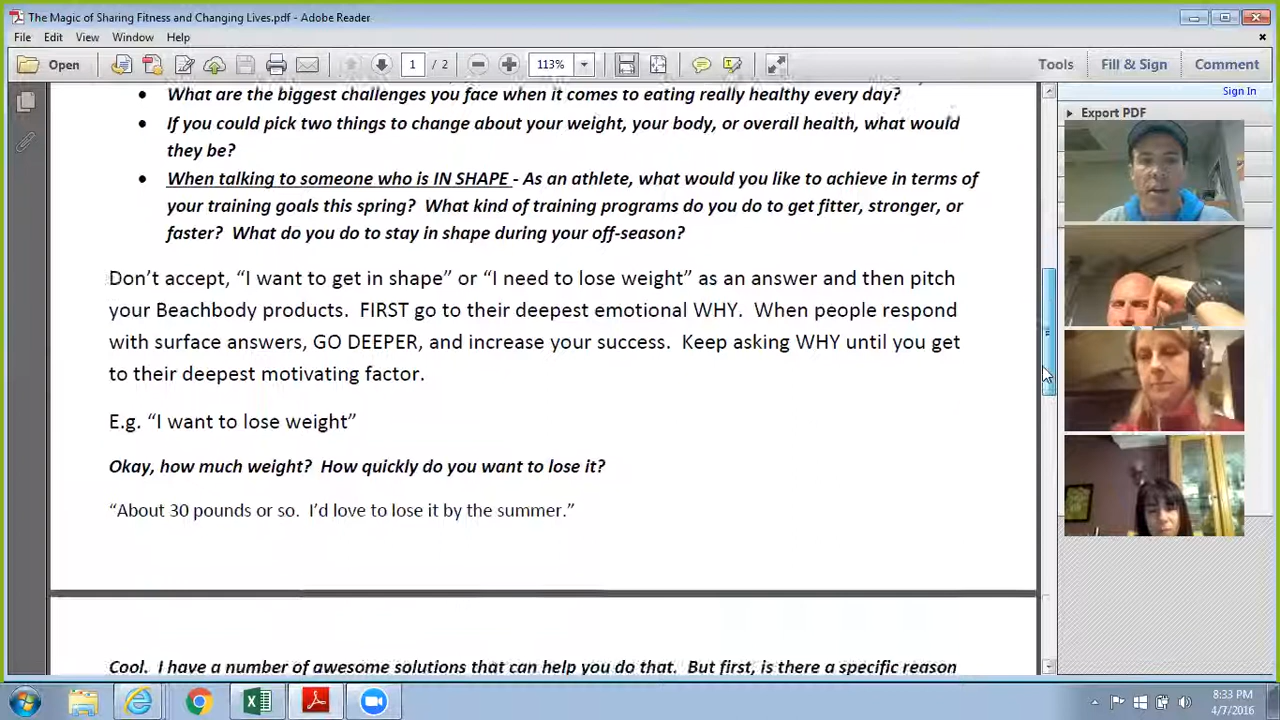 The Magic of Sharing Fitness and Changing Lives.pdf - Adobe Reader
File Edit View Window Help
Open 1 / 2 113% Tools Fill & Sign Comment
Sign In
Export PDF
• What are the biggest challenges you face when it comes to eating really healthy every day?
• If you could pick two things to change about your weight, your body, or overall health, what would
they be?
• When talking to someone who is IN SHAPE - As an athlete, what would you like to achieve in terms of
your training goals this spring? What kind of training programs do you do to get fitter, stronger, or
faster? What do you do to stay in shape during your off-season?
Don’t accept, “I want to get in shape” or “I need to lose weight” as an answer and then pitch
your Beachbody products. FIRST go to their deepest emotional WHY. When people respond
with surface answers, GO DEEPER, and increase your success. Keep asking WHY until you get
to their deepest motivating factor.
E.g. “I want to lose weight”
Okay, how much weight? How quickly do you want to lose it?
“About 30 pounds or so. I’d love to lose it by the summer.”
Cool. I have a number of awesome solutions that can help you do that. But first, is there a specific reason
8:33 PM
4/7/2016